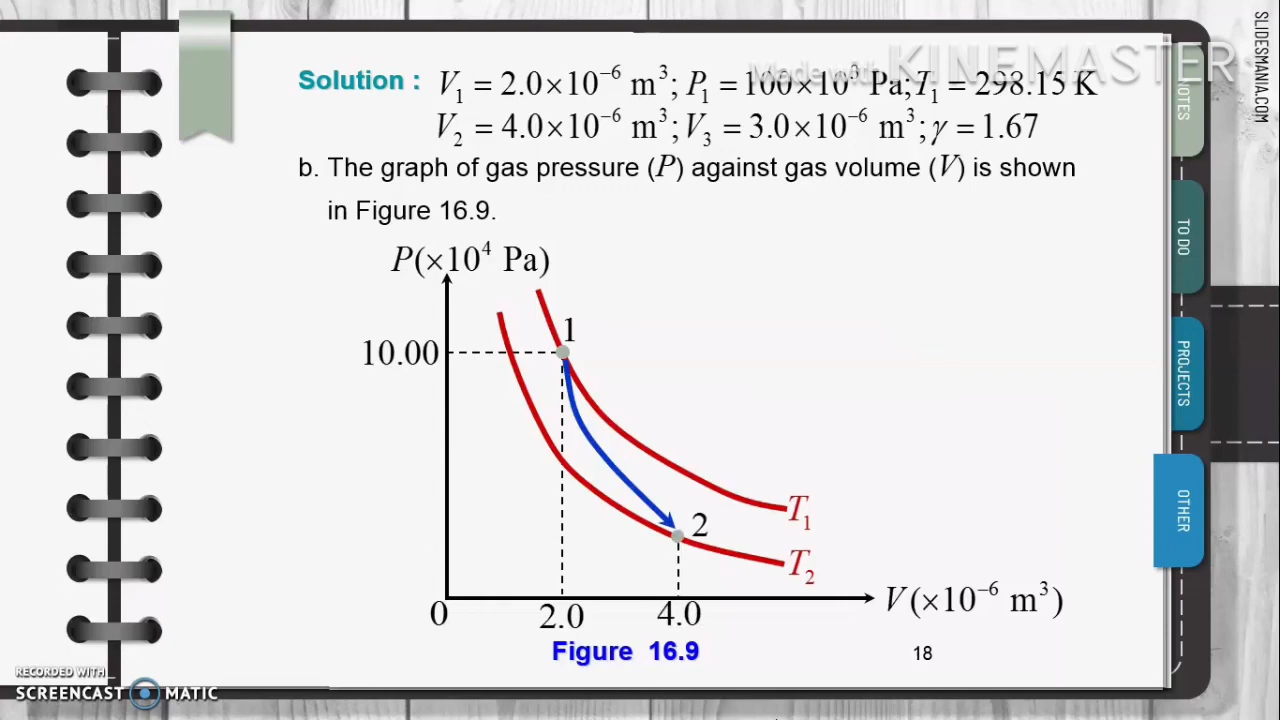 Made with KINEMASTER
SLIDESMANIA.COM
Solution : V₁ = 2.0×10⁻⁶ m³; P₁ = 100×10³ Pa; T₁ = 298.15 K
V₂ = 4.0×10⁻⁶ m³; V₃ = 3.0×10⁻⁶ m³; γ = 1.67
b. The graph of gas pressure (P) against gas volume (V) is shown
in Figure 16.9.
P(×10⁴ Pa)
1
10.00
2
T₁
T₂
0
2.0
4.0
V(×10⁻⁶ m³)
Figure 16.9
18
NOTES
TO DO
PROJECTS
OTHER
RECORDED WITH
SCREENCAST MATIC